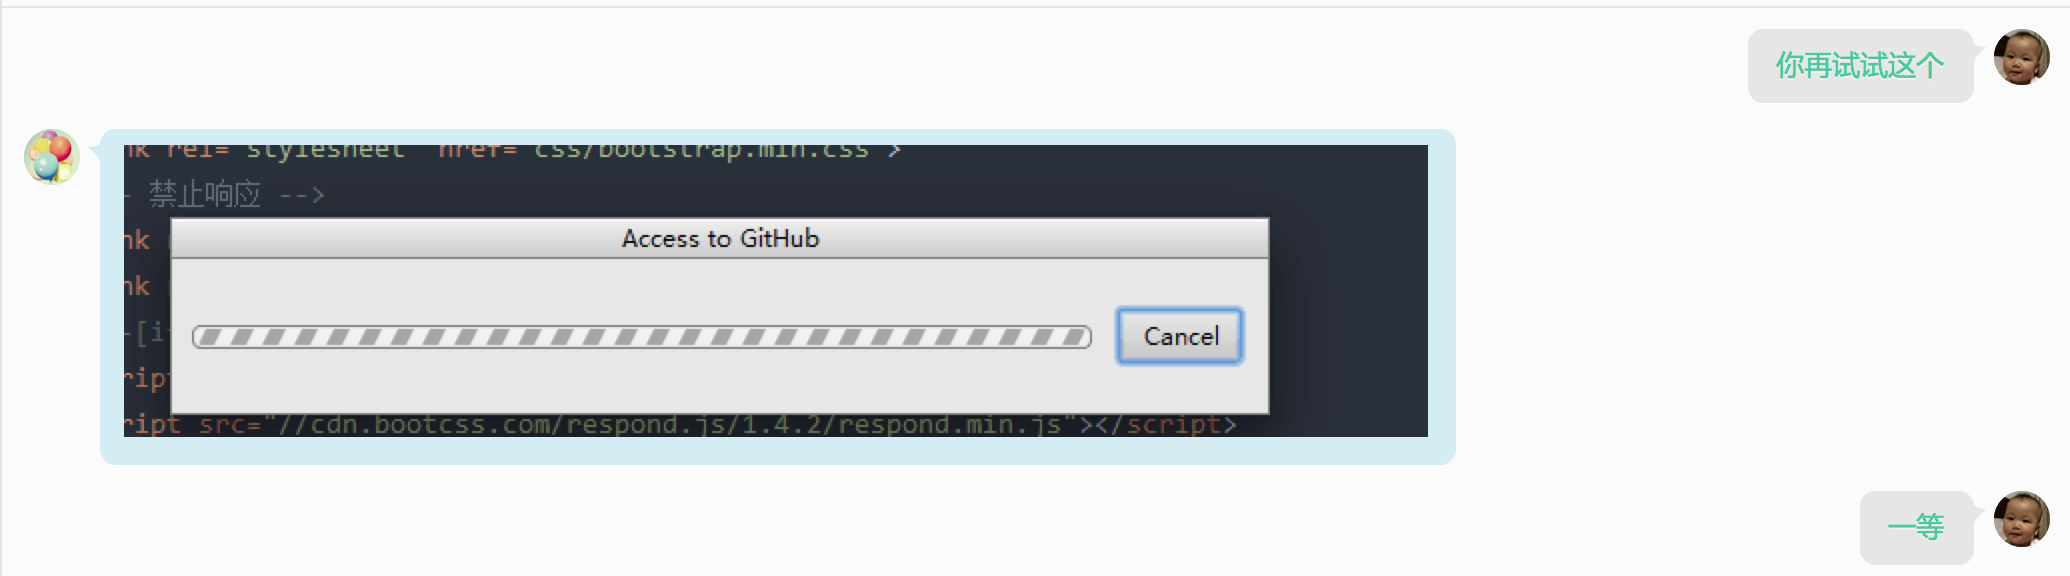 你再试试这个
nk rel= stylesheet  href= css/bootstrap.min.css >
- 禁止响应 -->
Access to GitHub
nk
nk
-[i
Cancel
ript
ript src="//cdn.bootcss.com/respond.js/1.4.2/respond.min.js"></script>
一等